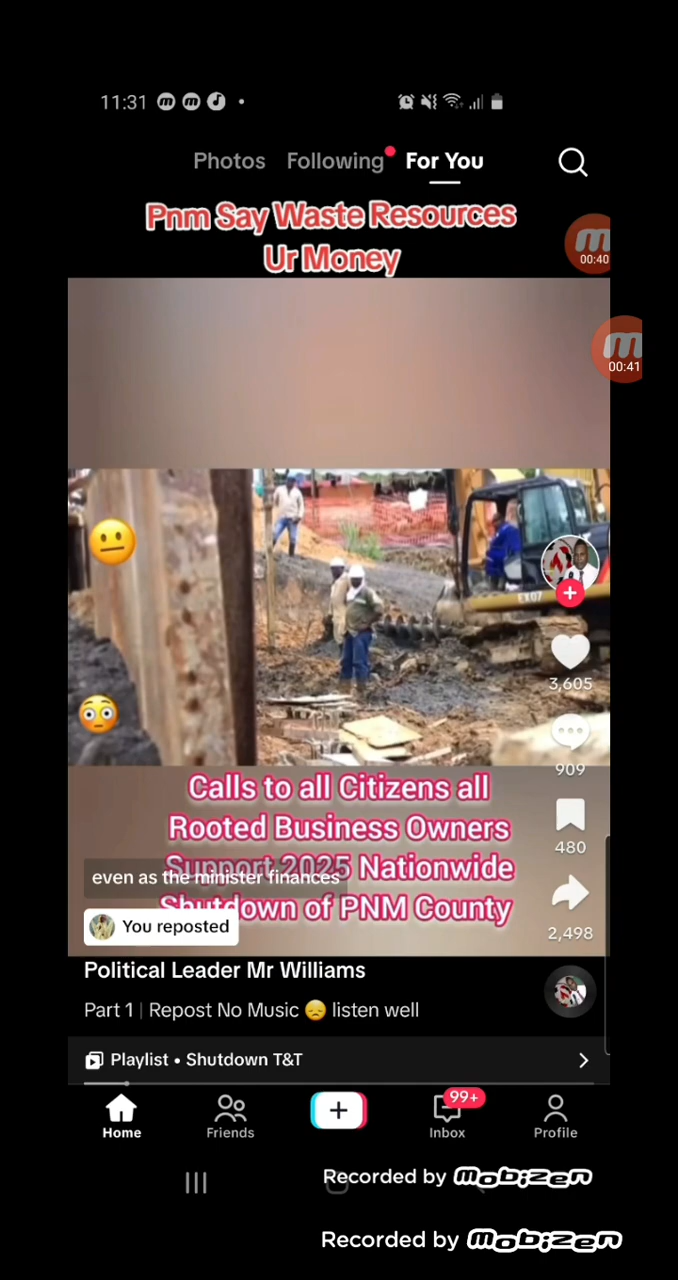 11:31
Photos Following For You
Pnm Say Waste Resources
Ur Money
00:40
00:41
EX07
3,605
909
Calls to all Citizens all
Rooted Business Owners
480
Support 2025 Nationwide
even as the minister finances
Shutdown of PNM County
You reposted
2,498
Political Leader Mr Williams
Part 1 | Repost No Music 😞 listen well
Playlist • Shutdown T&T
99+
Home Friends Inbox Profile
Recorded by mobizen
Recorded by mobizen